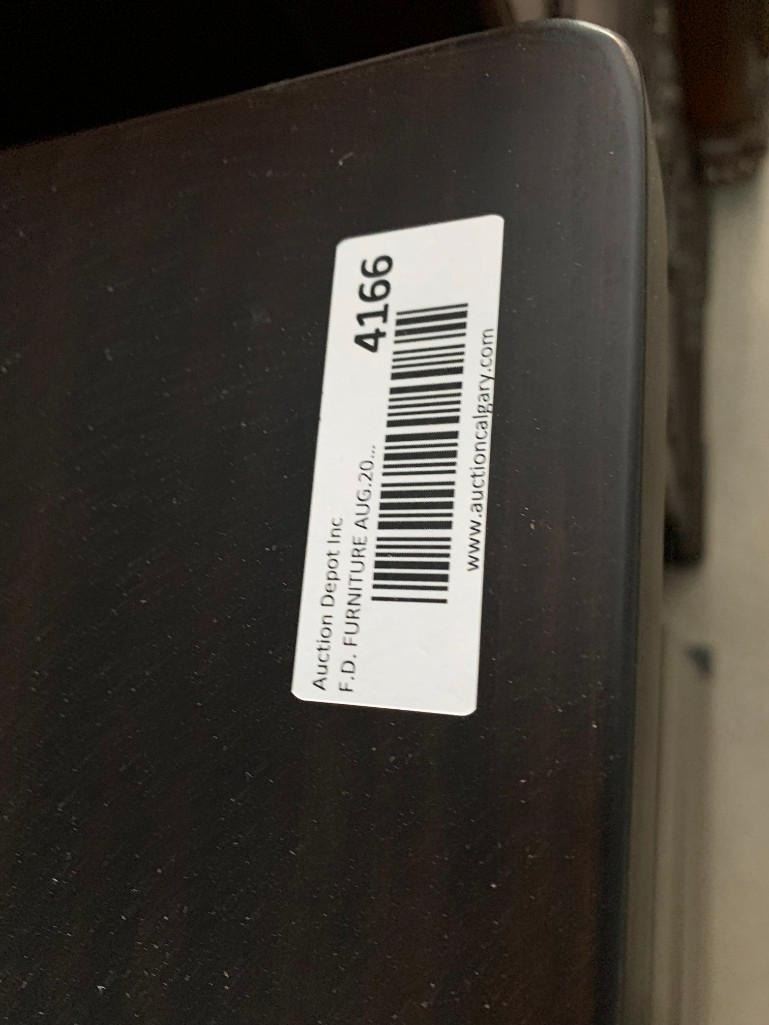 Auction Depot Inc
F.D. FURNITURE AUG.20...
4166
www.auctioncalgary.com